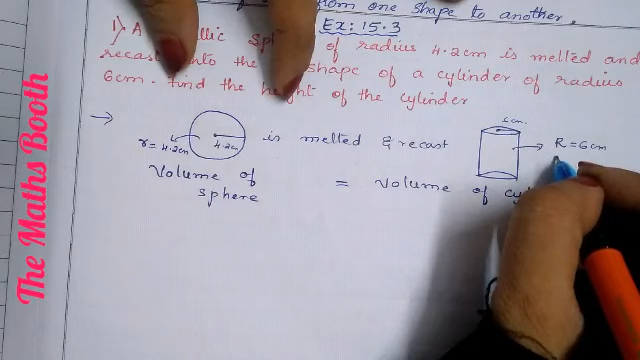 from one shape to another.
Ex: 15.3
1) A of radius 4.2cm is melted and
recast into the shape of a cylinder of radius
6cm. find the height of the cylinder
→ r = 4.2cm 4.2cm is melted & recast 6cm. R = 6cm
Volume of sphere = Volume of cy
The Maths Booth